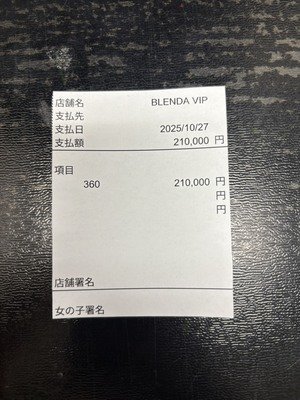 店舗名 BLENDA VIP
支払先
支払日 2025/10/27
支払額 210,000 円
項目
360 210,000 円
円
円
店舗署名
女の子署名